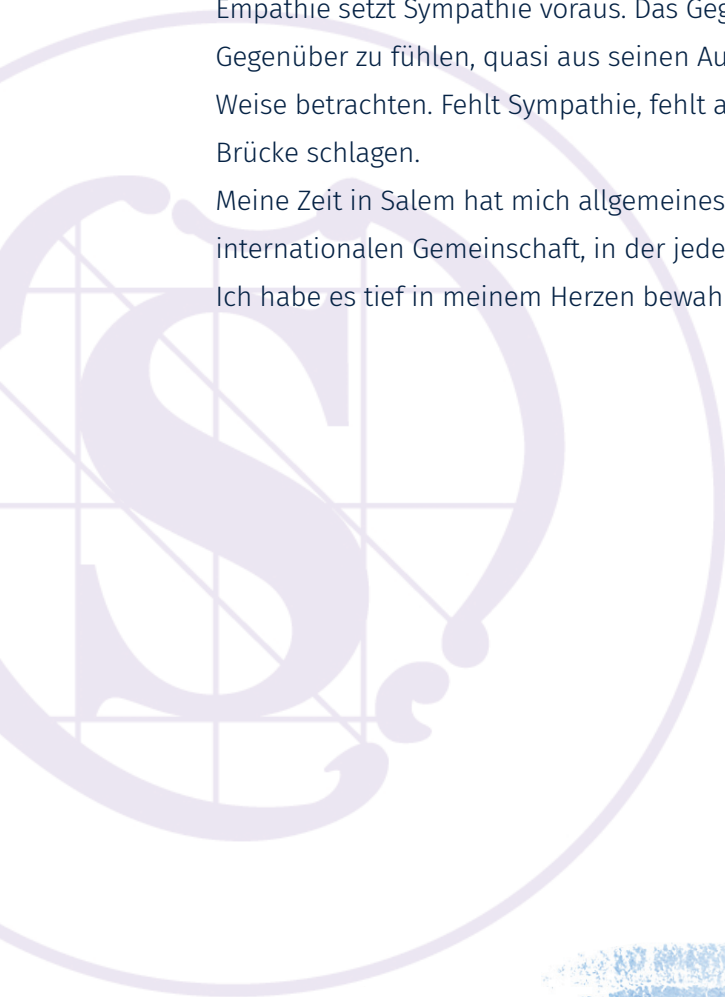 Empathie setzt Sympathie voraus. Das
Gegenüber zu fühlen, quasi aus seinen
Weise betrachten. Fehlt Sympathie, fehlt
Brücke schlagen.
Meine Zeit in Salem hat mich allgemeines
internationalen Gemeinschaft, in der
Ich habe es tief in meinem Herzen
S